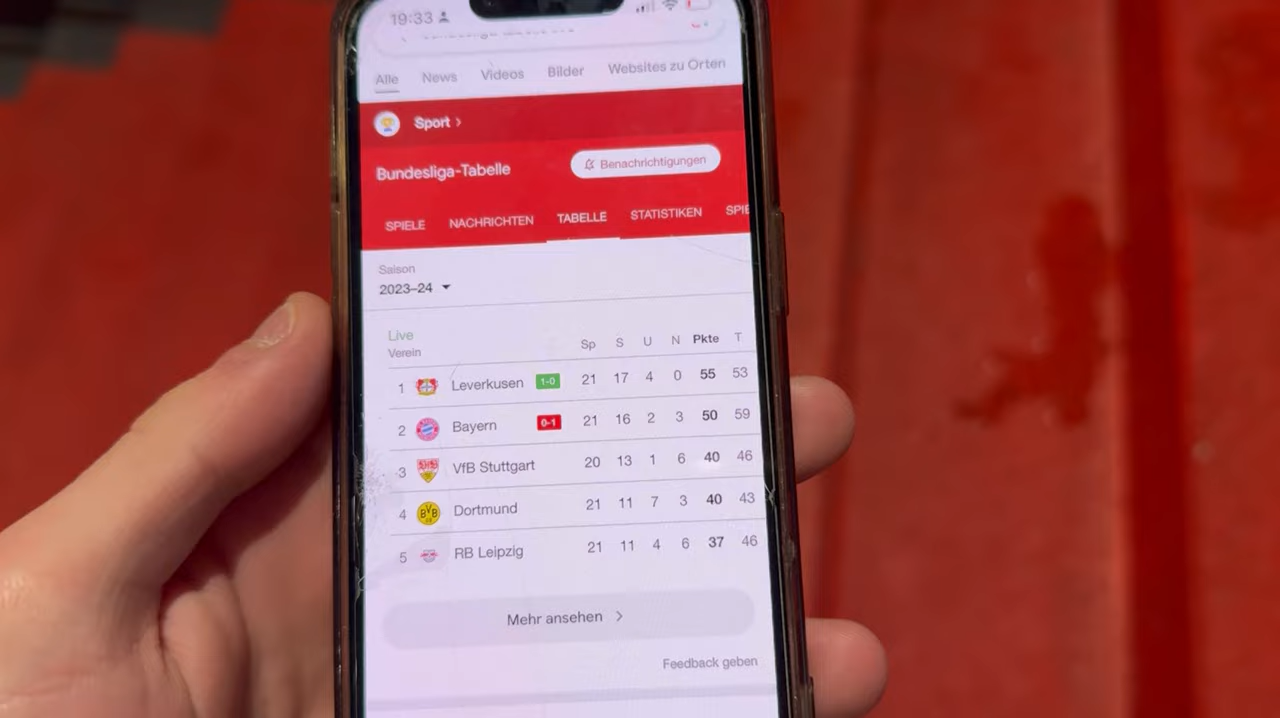 19:33
Alle News Videos Bilder Websites zu Orten
Sport >
Bundesliga-Tabelle Benachrichtigungen
SPIELE NACHRICHTEN TABELLE STATISTIKEN SPIE
Saison
2023–24
Live
Verein Sp S U N Pkte T
1 Leverkusen 1-0 21 17 4 0 55 53
2 Bayern 0-1 21 16 2 3 50 59
3 VfB Stuttgart 20 13 1 6 40 46
4 BVB 09 Dortmund 21 11 7 3 40 43
5 RB Leipzig 21 11 4 6 37 46
Mehr ansehen >
Feedback geben